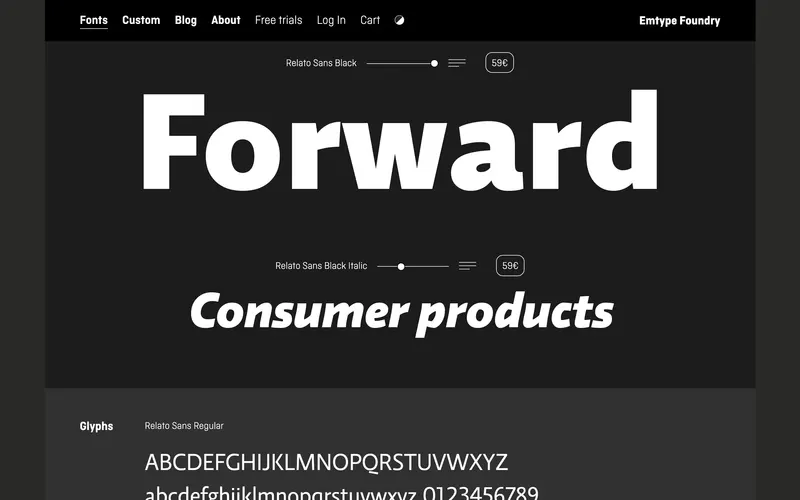 Fonts Custom Blog About Free trials Log In Cart Emtype Foundry
Relato Sans Black 59€
Forward
Relato Sans Black Italic 59€
Consumer products
Glyphs Relato Sans Regular
ABCDEFGHIJKLMNOPQRSTUVWXYZ
abcdefghijklmnopqrstuvwxyz 0123456789